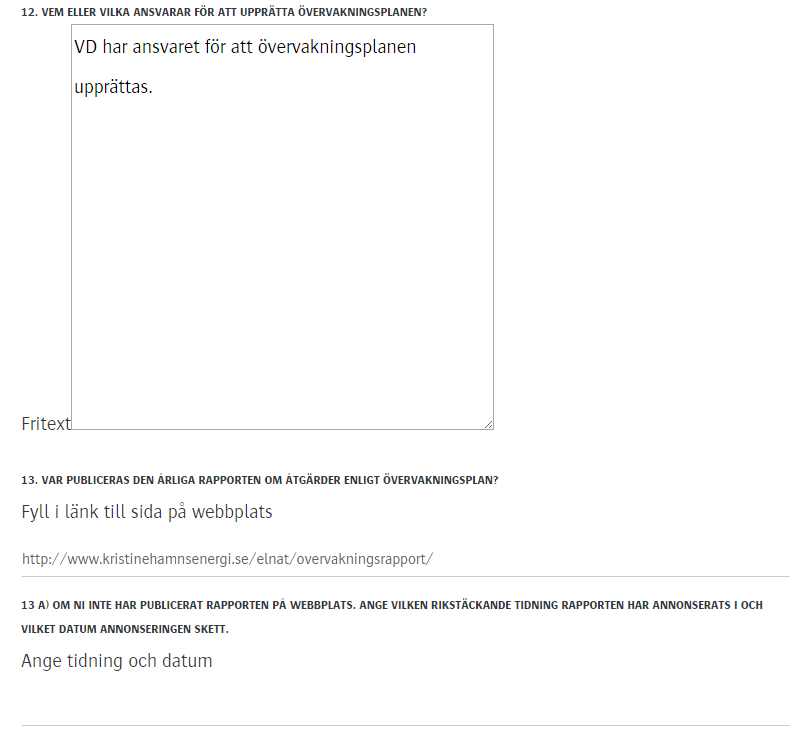 12. VEM ELLER VILKA ANSVARAR FÖR ATT UPPRÄTTA ÖVERVAKNINGSPLANEN?
VD har ansvaret för att övervakningsplanen
upprättas.
Fritext
13. VAR PUBLICERAS DEN ÅRLIGA RAPPORTEN OM ÅTGÄRDER ENLIGT ÖVERVAKNINGSPLAN?
Fyll i länk till sida på webbplats
http://www.kristinehamnsenergi.se/elnat/overvakningsrapport/
13 A) OM NI INTE HAR PUBLICERAT RAPPORTEN PÅ WEBBPLATS. ANGE VILKEN RIKSTÄCKANDE TIDNING RAPPORTEN HAR ANNONSERATS I OCH
VILKET DATUM ANNONSERINGEN SKETT.
Ange tidning och datum